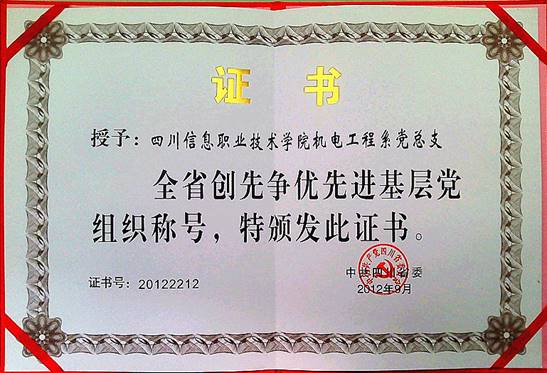 证书
授予：四川信息职业技术学院机电工程系党总支
全省创先争优先进基层党
组织称号，特颁发此证书。
证书号：20122212
中共四川省委
2012年9月